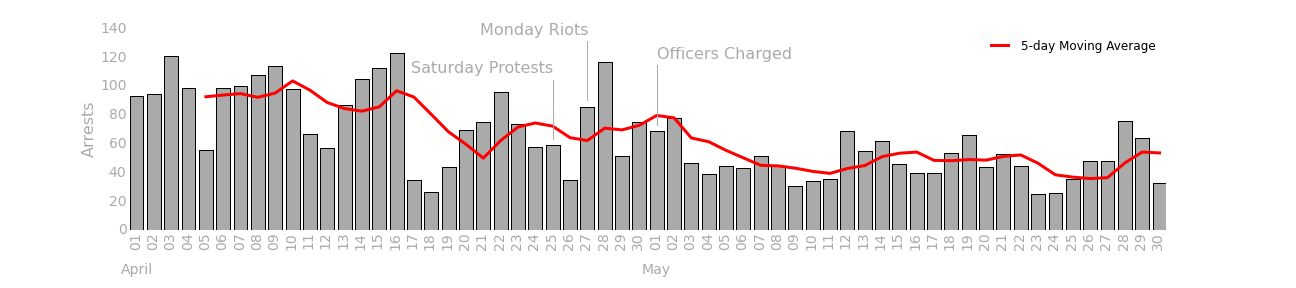 140
Monday Riots
Officers Charged
5-day Moving Average
120
Saturday Protests
100
80
60
40
20
0
Arrests
01 02 03 04 05 06 07 08 09 10 11 12 13 14 15 16 17 18 19 20 21 22 23 24 25 26 27 28 29 30 01 02 03 04 05 06 07 08 09 10 11 12 13 14 15 16 17 18 19 20 21 22 23 24 25 26 27 28 29 30
April
May